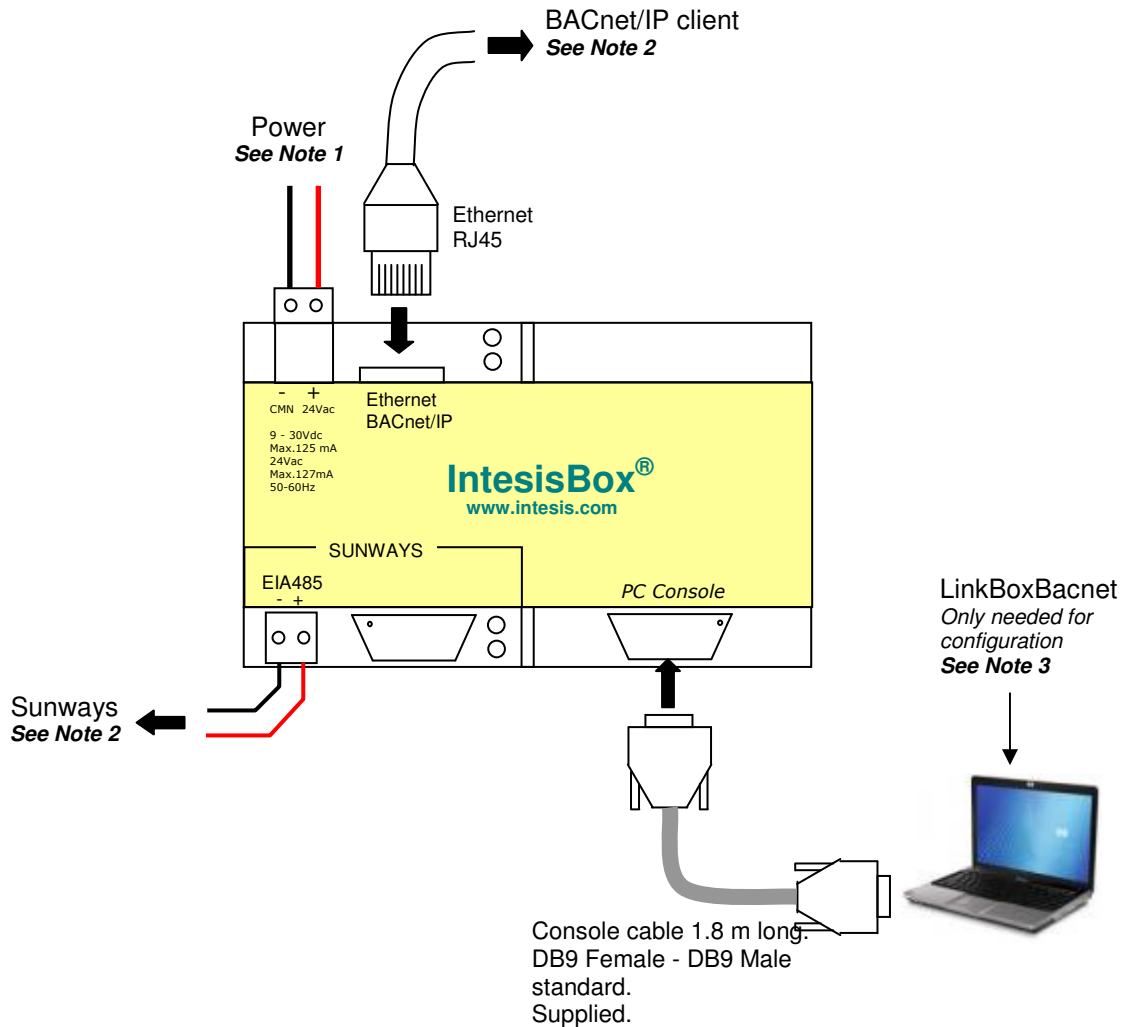 BACnet/IP client
See Note 2
Power
See Note 1
Ethernet
RJ45
- +
CMN 24Vac
9 - 30Vdc
Max.125 mA
24Vac
Max.127mA
50-60Hz
Ethernet
BACnet/IP
IntesisBox®
www.intesis.com
SUNWAYS
EIA485
- +
PC Console
LinkBoxBacnet
Only needed for
configuration
See Note 3
Sunways
See Note 2
Console cable 1.8 m long.
DB9 Female - DB9 Male
standard.
Supplied.